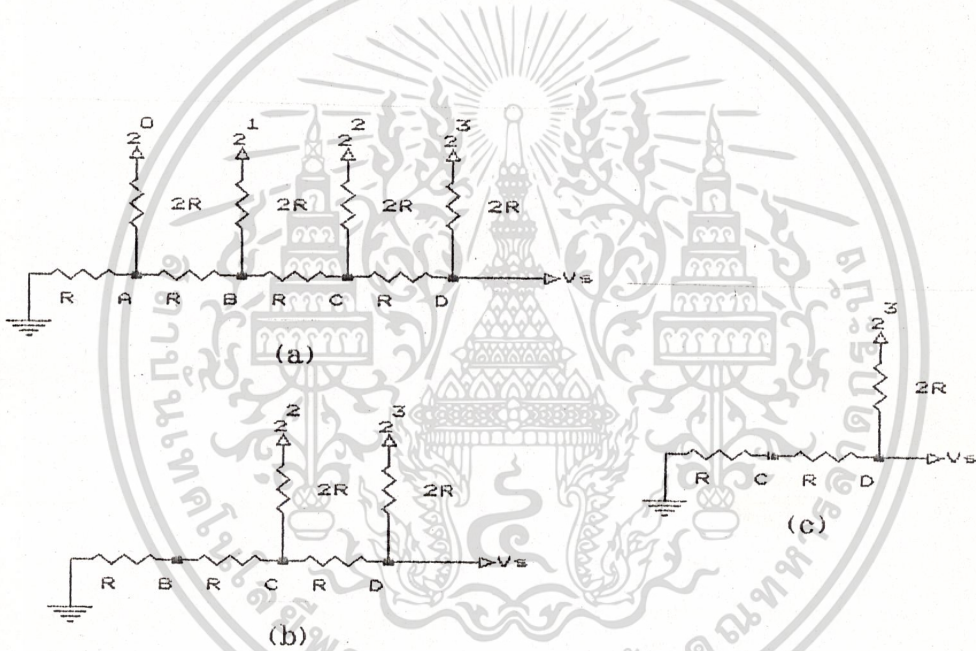 2^0 2^1 2^2 2^3
2R 2R 2R 2R
R A R B R C R D Vs
(a)
2^3
2R
R C R D Vs
(c)
2^2 2^3
2R 2R
R B R C R D Vs
(b)